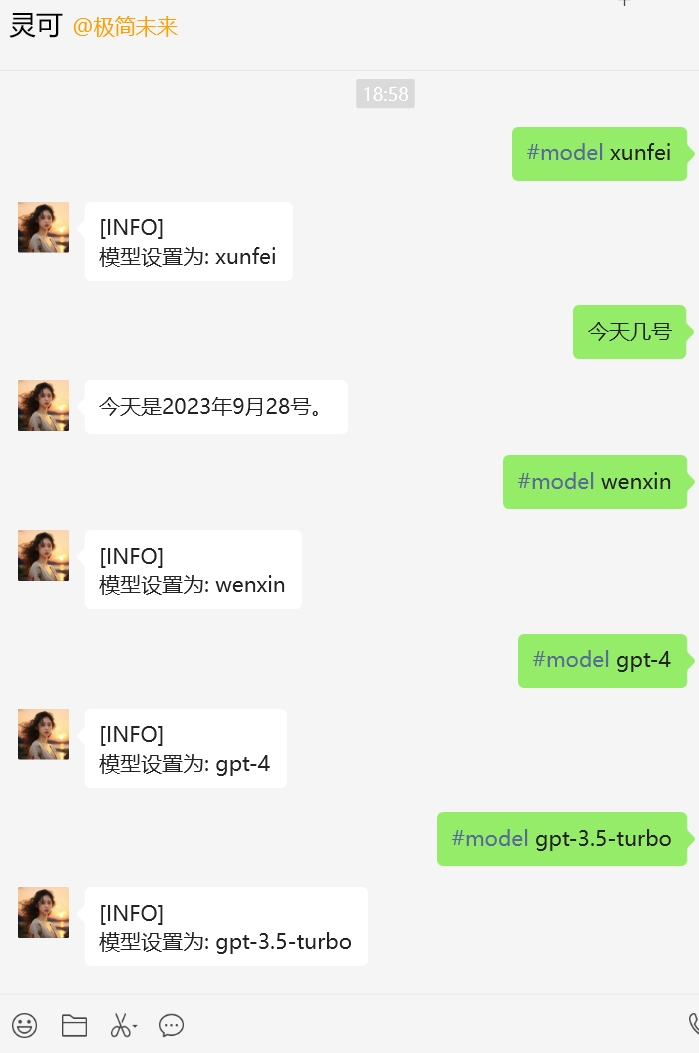 灵可 @极简未来
18:58
#model xunfei
[INFO]
模型设置为: xunfei
今天几号
今天是2023年9月28号。
#model wenxin
[INFO]
模型设置为: wenxin
#model gpt-4
[INFO]
模型设置为: gpt-4
#model gpt-3.5-turbo
[INFO]
模型设置为: gpt-3.5-turbo